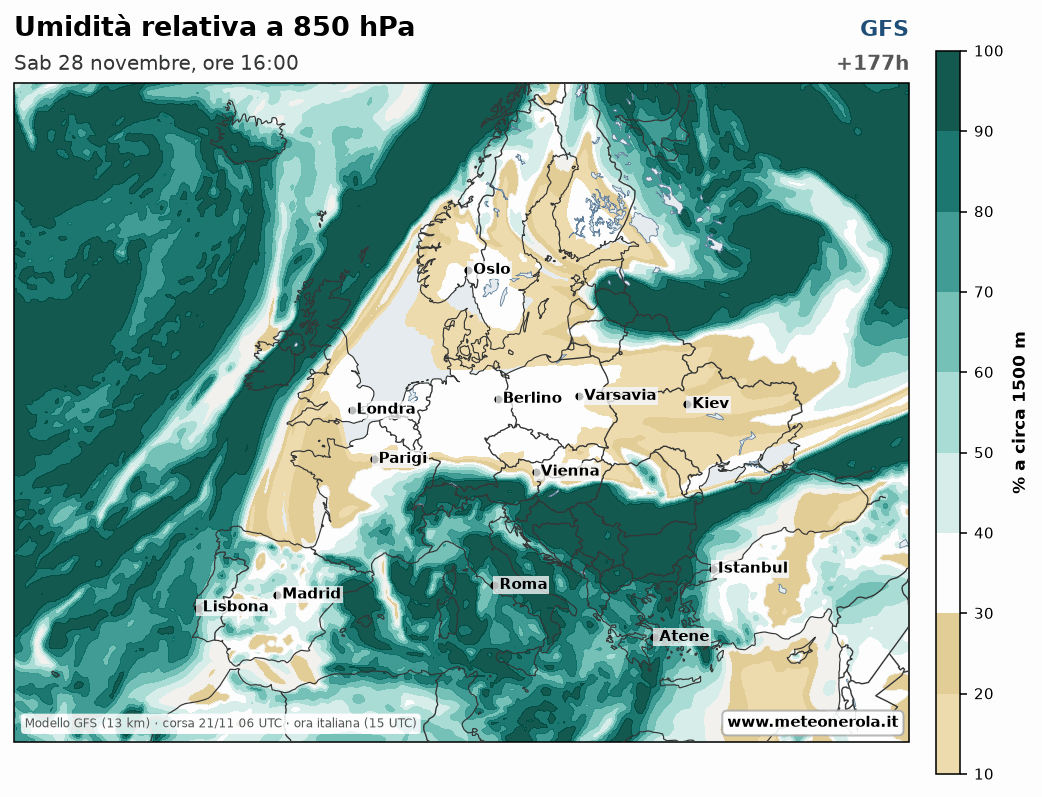 Umidità relativa a 850 hPa
GFS
Sab 28 novembre, ore 16:00
+177h
100
90
80
70
60
50
40
30
20
10
% a circa 1500 m
Oslo
Londra
Berlino
Varsavia
Kiev
Parigi
Vienna
Istanbul
Roma
Madrid
Lisbona
Atene
Modello GFS (13 km) · corsa 21/11 06 UTC · ora italiana (15 UTC)
www.meteonerola.it